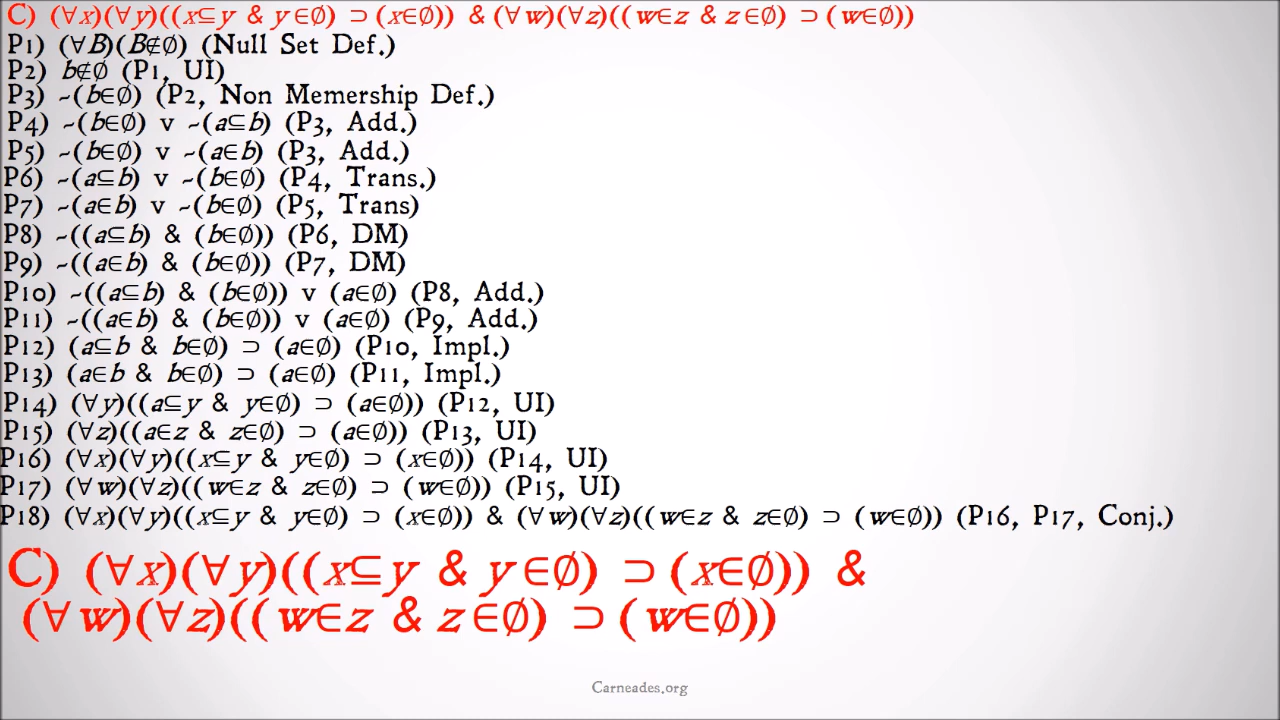 C) (∀x)(∀y)((x⊆y & y∈∅) ⊃ (x∈∅)) & (∀w)(∀z)((w∈z & z∈∅) ⊃ (w∈∅))
P1) (∀B)(B∉∅) (Null Set Def.)
P2) b∉∅ (P1, UI)
P3) ~(b∈∅) (P2, Non Memership Def.)
P4) ~(b∈∅) v ~(a⊆b) (P3, Add.)
P5) ~(b∈∅) v ~(a∈b) (P3, Add.)
P6) ~(a⊆b) v ~(b∈∅) (P4, Trans.)
P7) ~(a∈b) v ~(b∈∅) (P5, Trans)
P8) ~((a⊆b) & (b∈∅)) (P6, DM)
P9) ~((a∈b) & (b∈∅)) (P7, DM)
P10) ~((a⊆b) & (b∈∅)) v (a∈∅) (P8, Add.)
P11) ~((a∈b) & (b∈∅)) v (a∈∅) (P9, Add.)
P12) (a⊆b & b∈∅) ⊃ (a∈∅) (P10, Impl.)
P13) (a∈b & b∈∅) ⊃ (a∈∅) (P11, Impl.)
P14) (∀y)((a⊆y & y∈∅) ⊃ (a∈∅)) (P12, UI)
P15) (∀z)((a∈z & z∈∅) ⊃ (a∈∅)) (P13, UI)
P16) (∀x)(∀y)((x⊆y & y∈∅) ⊃ (x∈∅)) (P14, UI)
P17) (∀w)(∀z)((w∈z & z∈∅) ⊃ (w∈∅)) (P15, UI)
P18) (∀x)(∀y)((x⊆y & y∈∅) ⊃ (x∈∅)) & (∀w)(∀z)((w∈z & z∈∅) ⊃ (w∈∅)) (P16, P17, Conj.)
C) (∀x)(∀y)((x⊆y & y∈∅) ⊃ (x∈∅)) &
(∀w)(∀z)((w∈z & z∈∅) ⊃ (w∈∅))
Carneades.org